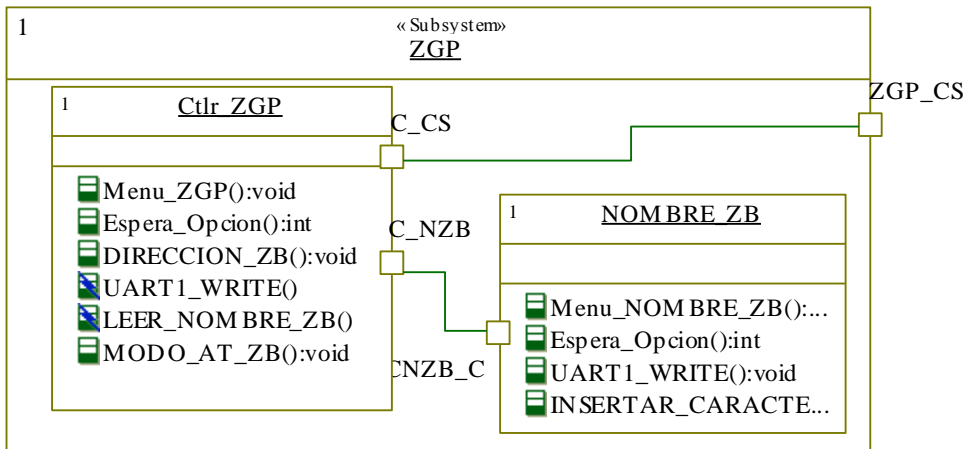 1
«Subsystem»
ZGP
ZGP_CS
1
Ctlr_ZGP
C_CS
Menu_ZGP():void
Espera_Opcion():int
DIRECCION_ZB():void
UART1_WRITE()
LEER_NOMBRE_ZB()
MODO_AT_ZB():void
C_NZB
CNZB_C
1
NOMBRE_ZB
Menu_NOMBRE_ZB():...
Espera_Opcion():int
UART1_WRITE():void
INSERTAR_CARACTE...